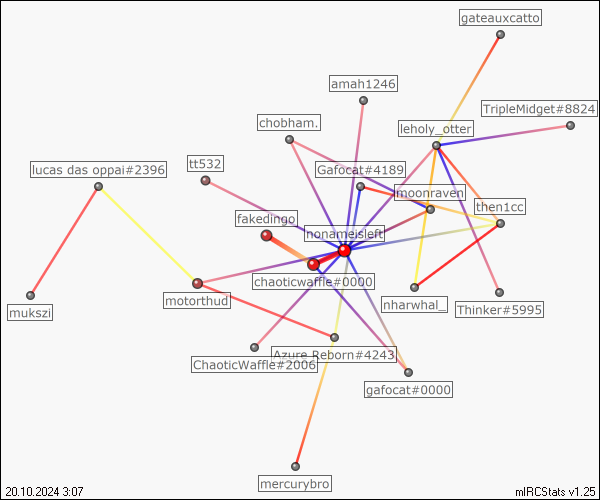 gateauxcatto
amah1246
TripleMidget#8824
chobham.
leholy_otter
tt532
Gafocat#4189
lucas das oppai#2396
moonraven
then1cc
fakedingo
nonameisleft
chaoticwaffle#0000
motorthud
nharwhal_
mukszi
Thinker#5995
Azure Reborn#4243
ChaoticWaffle#2006
gafocat#0000
mercurybro
20.10.2024 3:07
mIRCStats v1.25